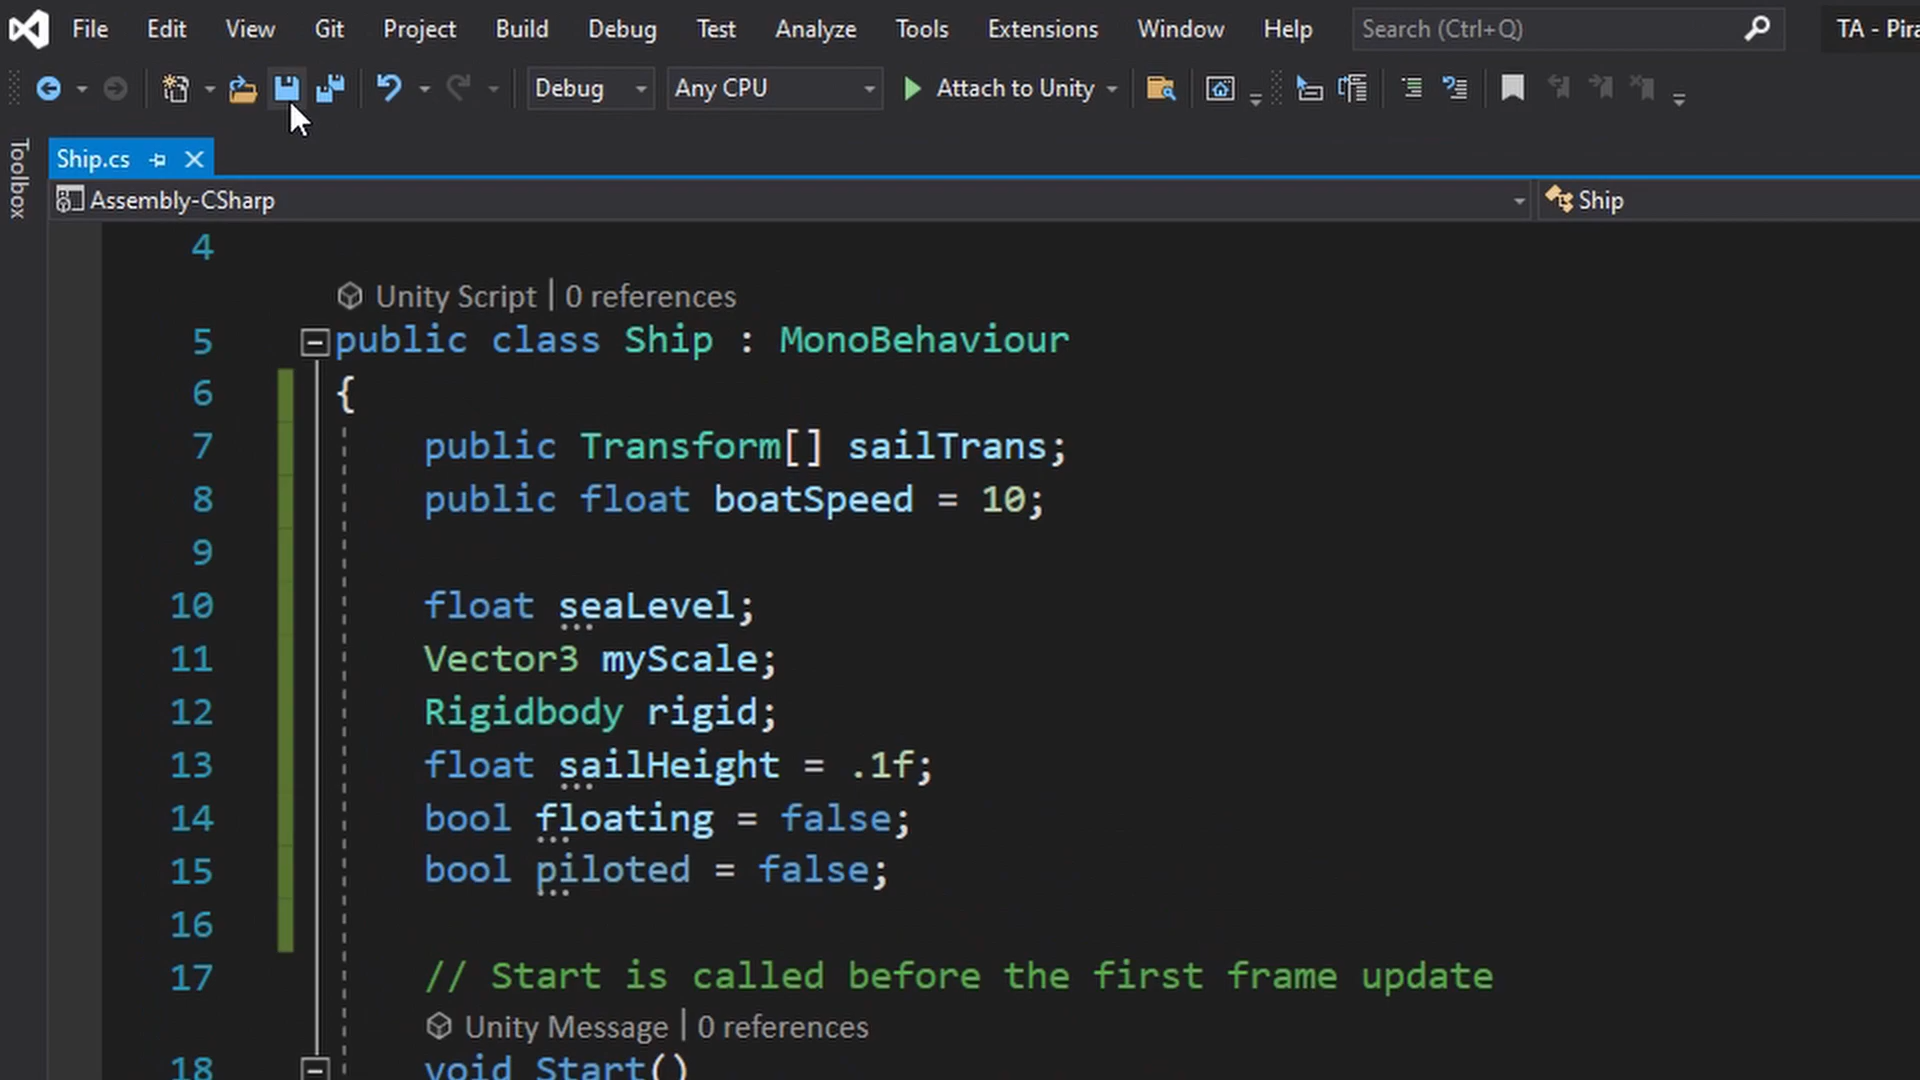 File Edit View Git Project Build Debug Test Analyze Tools Extensions Window Help Search (Ctrl+Q) TA - Pira
Debug Any CPU Attach to Unity
Toolbox
Ship.cs
Assembly-CSharp Ship
4
Unity Script | 0 references
5 public class Ship : MonoBehaviour
6 {
7 public Transform[] sailTrans;
8 public float boatSpeed = 10;
9
10 float seaLevel;
11 Vector3 myScale;
12 Rigidbody rigid;
13 float sailHeight = .1f;
14 bool floating = false;
15 bool piloted = false;
16
17 // Start is called before the first frame update
Unity Message | 0 references
18 void Start()